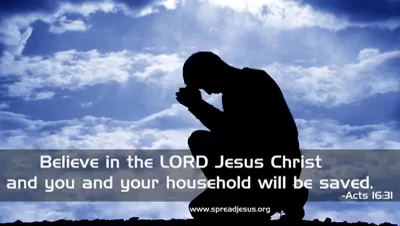 Believe in the LORD Jesus Christ
and you and your household will be saved.
-Acts 16:31
www.spreadjesus.org